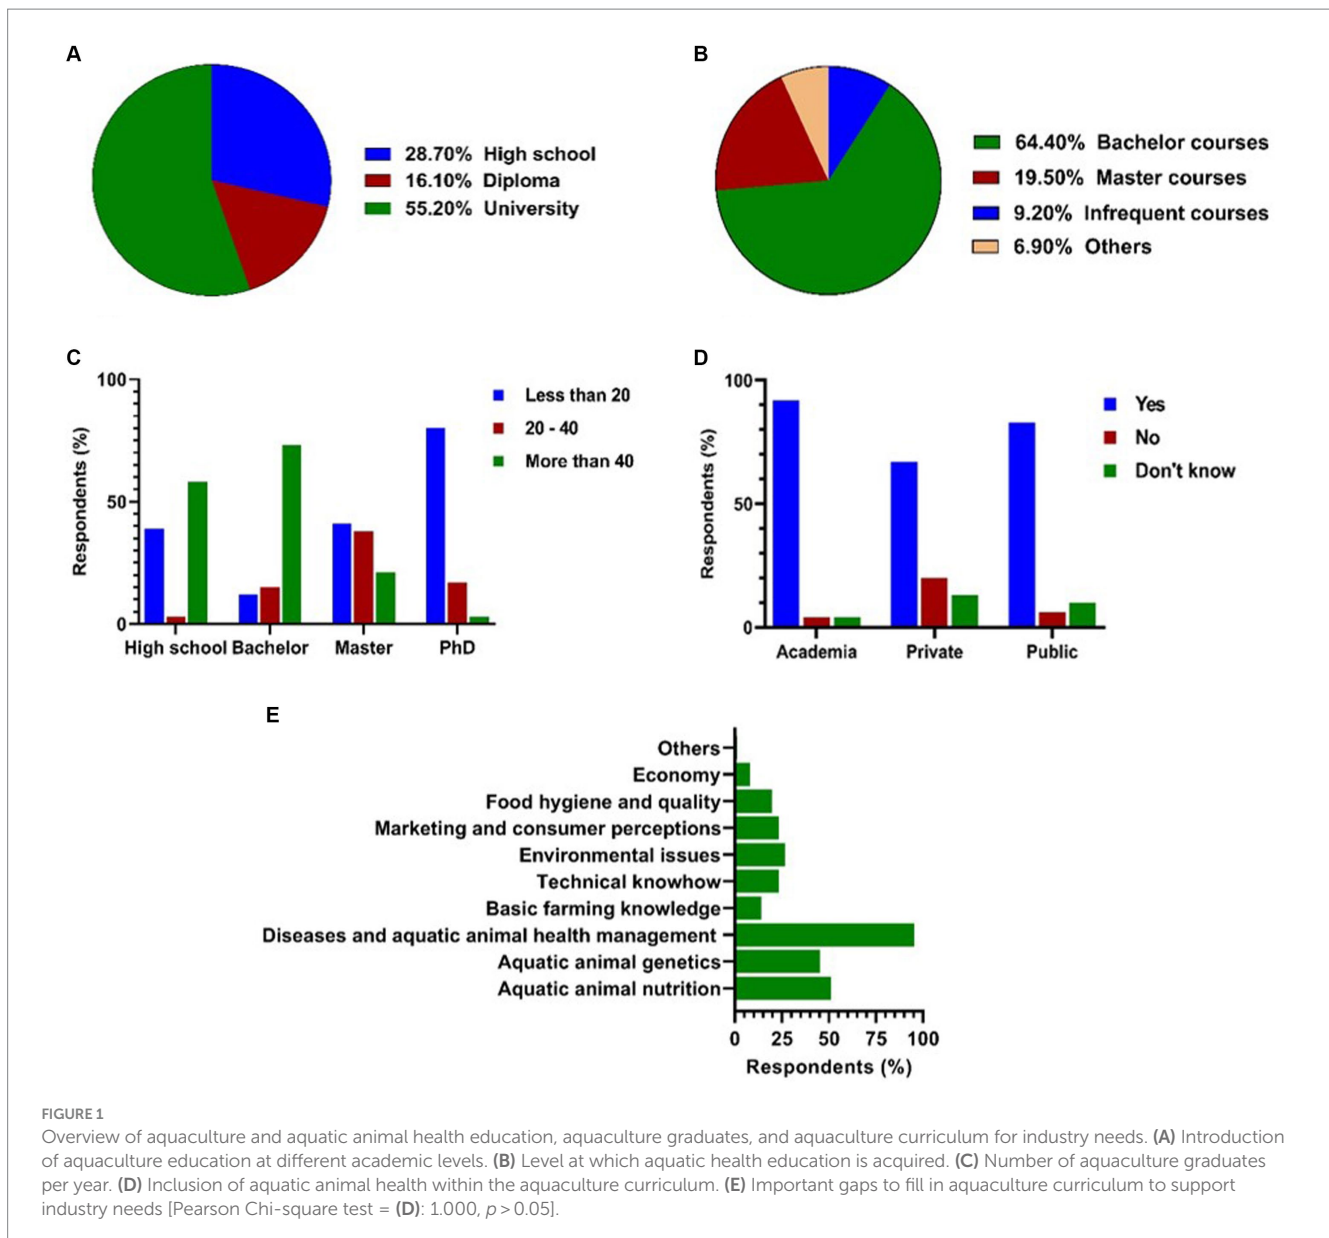 A
28.70% High school
16.10% Diploma
55.20% University
B
64.40% Bachelor courses
19.50% Master courses
9.20% Infrequent courses
6.90% Others
C
Respondents (%)
100
50
0
High school Bachelor Master PhD
Less than 20
20 - 40
More than 40
D
Respondents (%)
100
50
0
Academia Private Public
Yes
No
Don't know
E
Others
Economy
Food hygiene and quality
Marketing and consumer perceptions
Environmental issues
Technical knowhow
Basic farming knowledge
Diseases and aquatic animal health management
Aquatic animal genetics
Aquatic animal nutrition
0 25 50 75 100
Respondents (%)
FIGURE 1
Overview of aquaculture and aquatic animal health education, aquaculture graduates, and aquaculture curriculum for industry needs. (A) Introduction
of aquaculture education at different academic levels. (B) Level at which aquatic health education is acquired. (C) Number of aquaculture graduates
per year. (D) Inclusion of aquatic animal health within the aquaculture curriculum. (E) Important gaps to fill in aquaculture curriculum to support
industry needs [Pearson Chi-square test = (D): 1.000, p > 0.05].